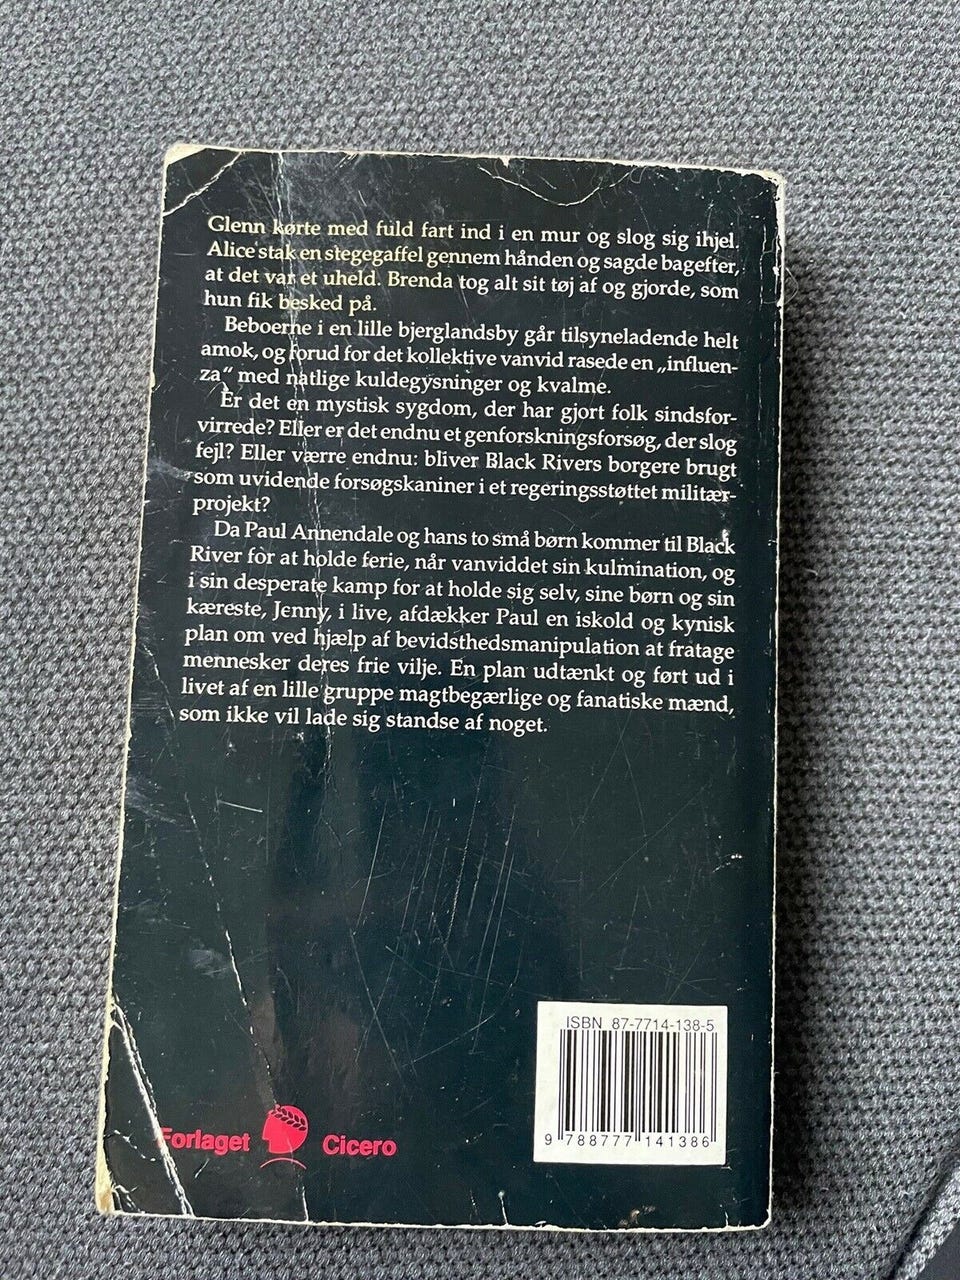 Glenn kørte med fuld fart ind i en mur og slog sig ihjel.
Alice stak en stegegaffel gennem hånden og sagde bagefter,
at det var et uheld. Brenda tog alt sit tøj af og gjorde, som
hun fik besked på.
Beboerne i en lille bjerglandsby går tilsyneladende helt
amok, og forud for det kollektive vanvid rasede en „influen-
za“ med natlige kuldegysninger og kvalme.
Er det en mystisk sygdom, der har gjort folk sindsfor-
virrede? Eller er det endnu et genforskningsforsøg, der slog
fejl? Eller værre endnu: bliver Black Rivers borgere brugt
som uvidende forsøgskaniner i et regeringsstøttet militær-
projekt?
Da Paul Annendale og hans to små børn kommer til Black
River for at holde ferie, når vanviddet sin kulmination, og
i sin desperate kamp for at holde sig selv, sine børn og sin
kæreste, Jenny, i live, afdækker Paul en iskold og kynisk
plan om ved hjælp af bevidsthedsmanipulation at fratage
mennesker deres frie vilje. En plan udtænkt og ført ud i
livet af en lille gruppe magtbegærlige og fanatiske mænd,
som ikke vil lade sig standse af noget.
ISBN 87-7714-138-5
9 788777 141386
Forlaget Cicero